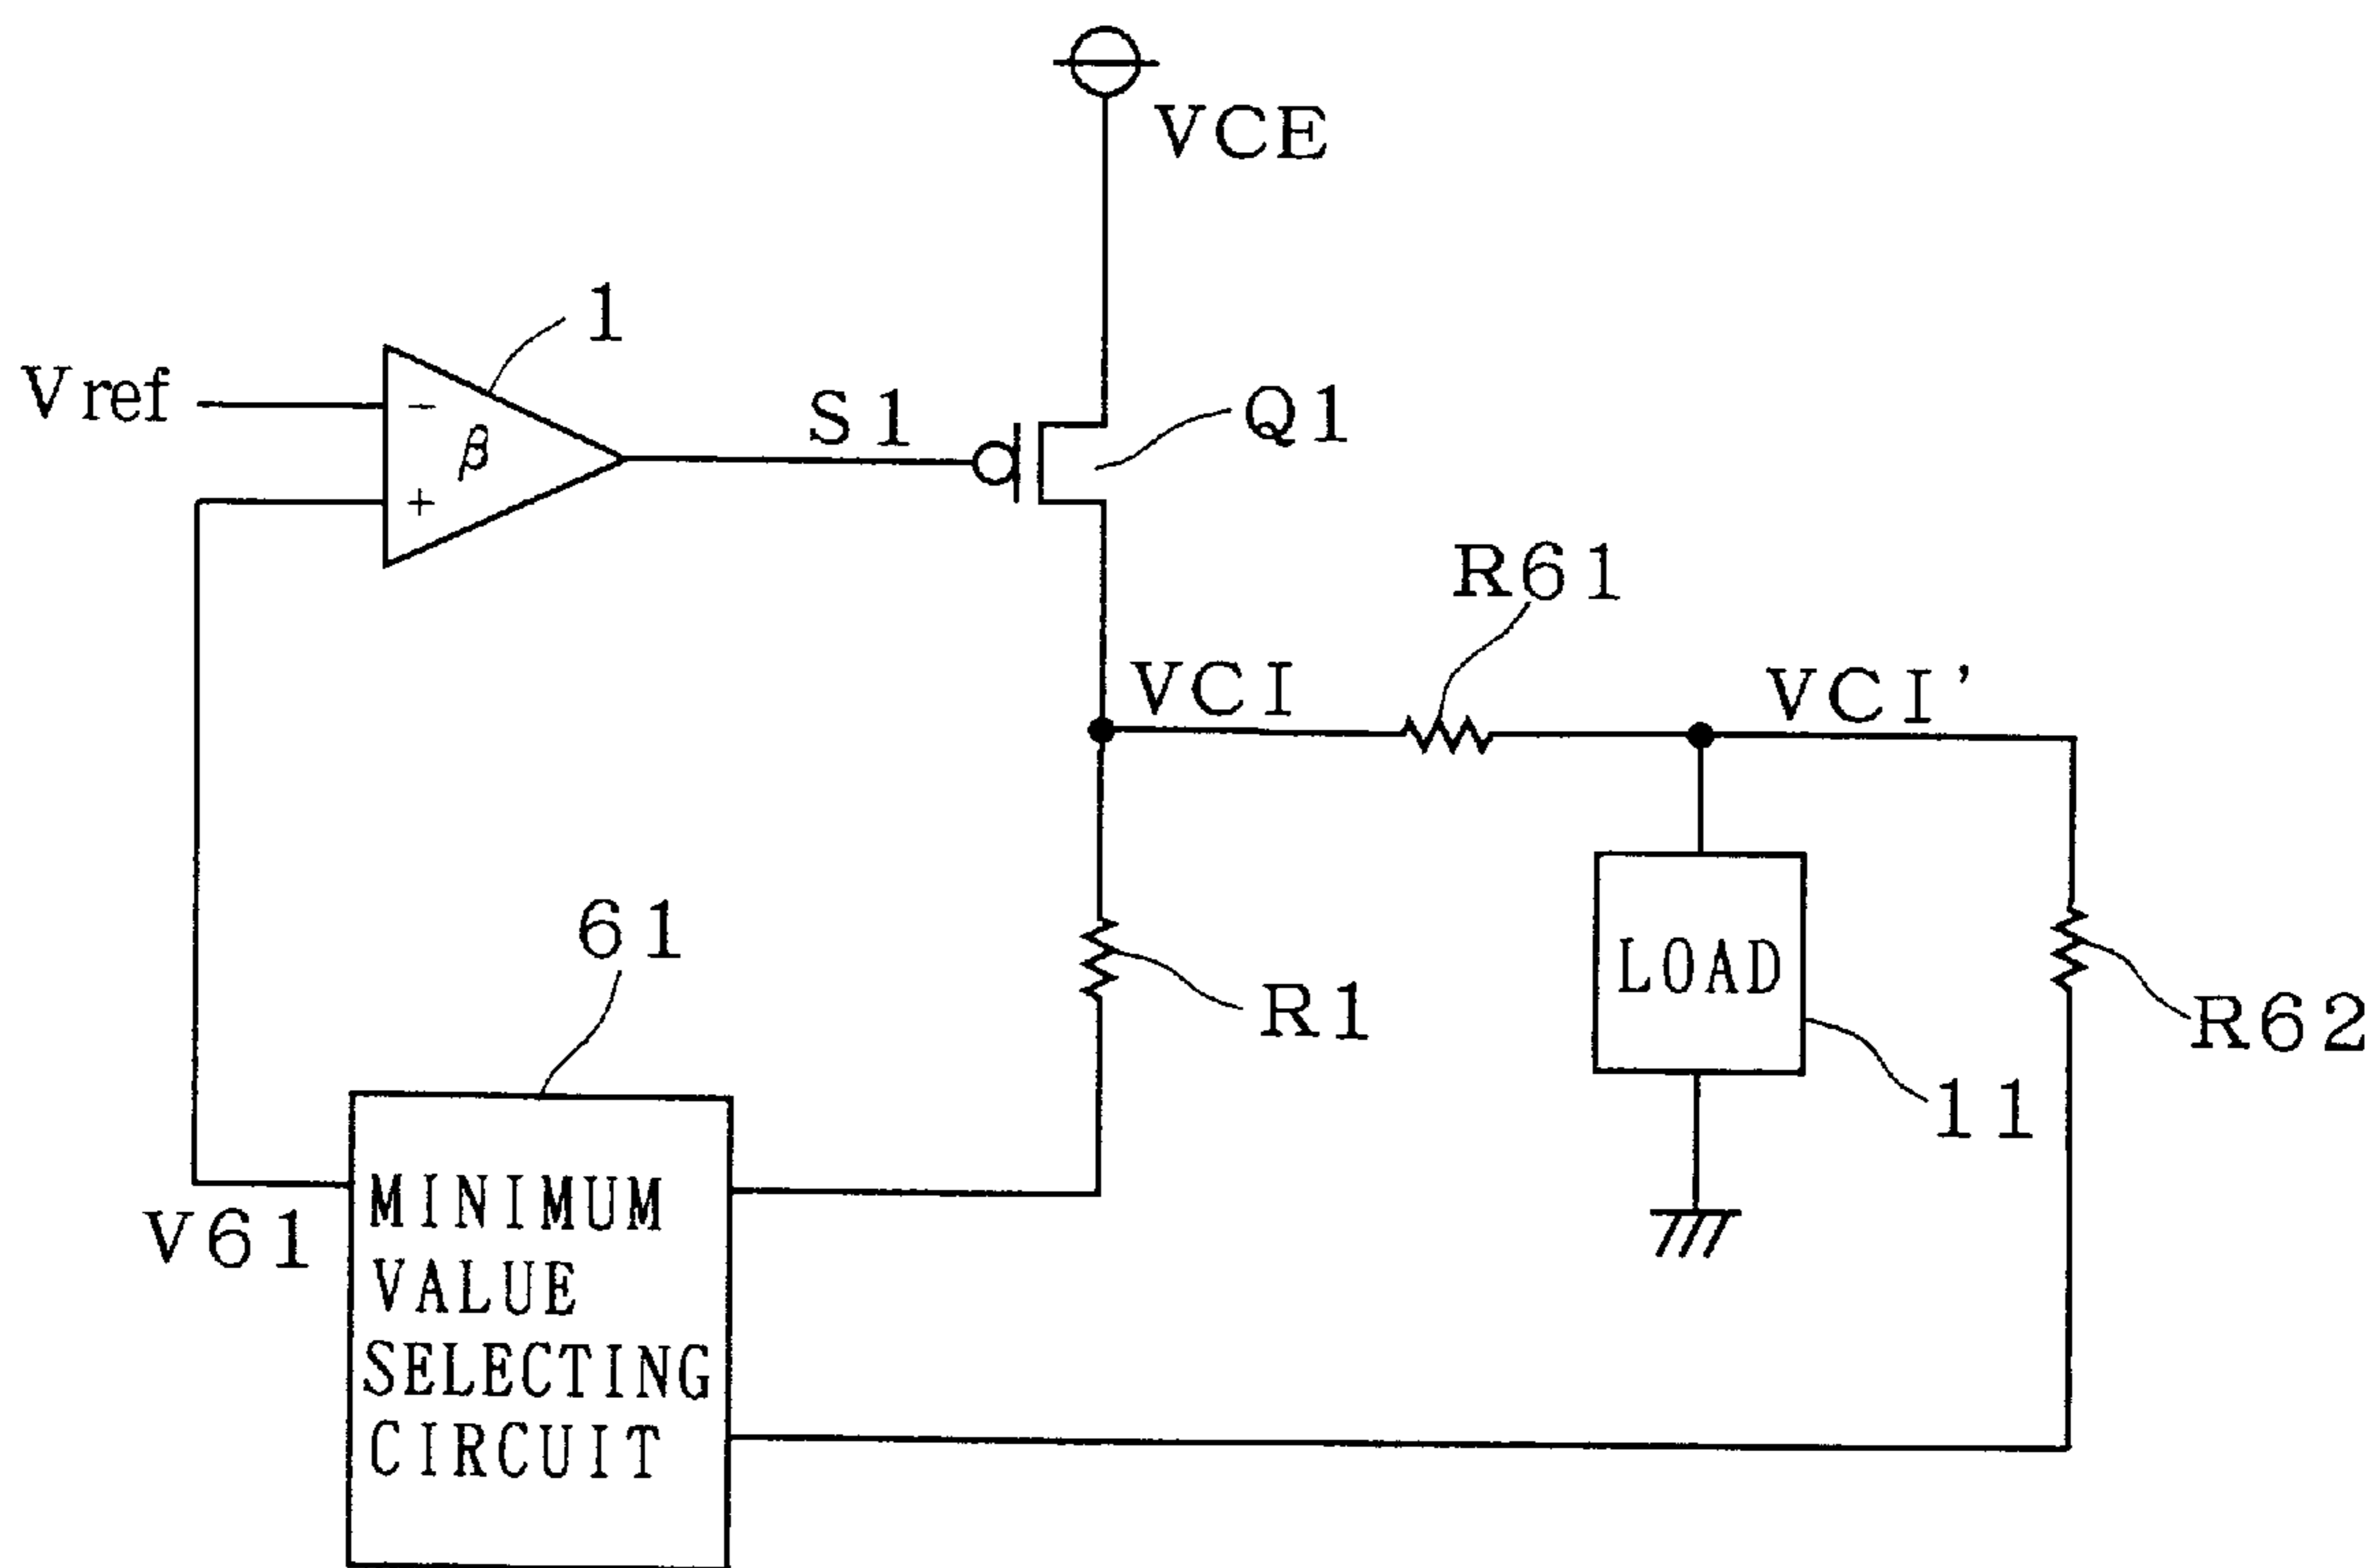 VCE
1
Vref
−
β
+
S1
Q1
R61
VCI
VCI'
61
R1
LOAD
R62
11
V61
MINIMUM
VALUE
SELECTING
CIRCUIT